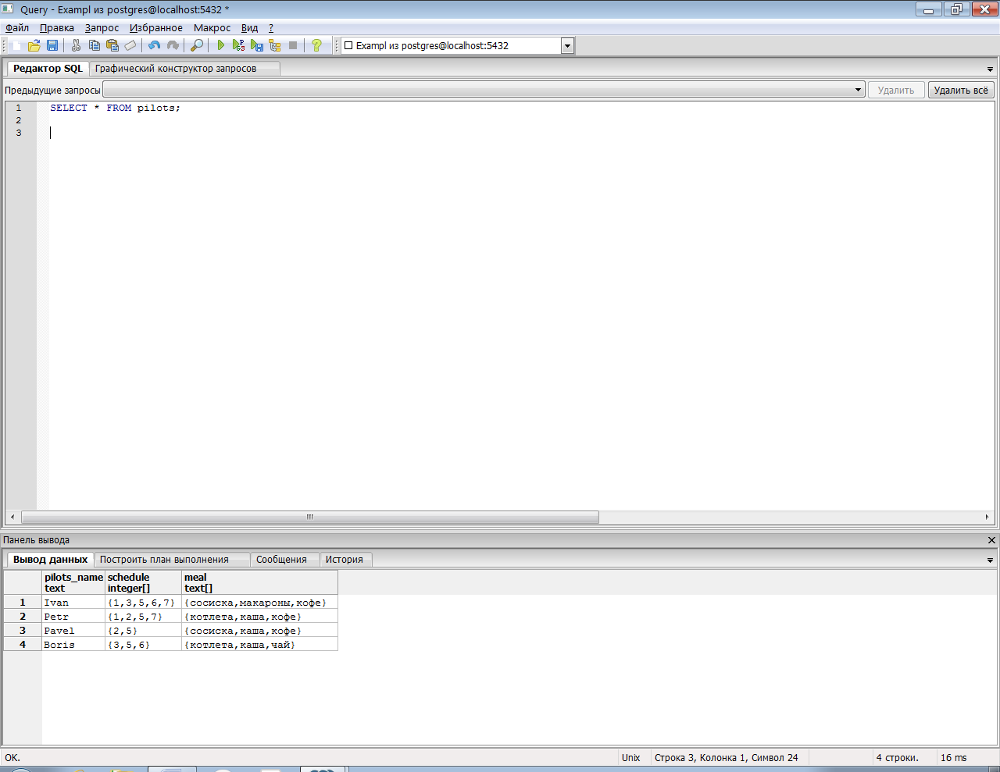 Query - Exampl из postgres@localhost:5432 *
Файл Правка Запрос Избранное Макрос Вид ?
Exampl из postgres@localhost:5432
Редактор SQL Графический конструктор запросов
Предыдущие запросы Удалить Удалить всё
1 SELECT * FROM pilots;
2
3
Панель вывода
Вывод данных Построить план выполнения Сообщения История
pilots_name schedule meal
text integer[] text[]
1 Ivan {1,3,5,6,7} {сосиска,макароны,кофе}
2 Petr {1,2,5,7} {котлета,каша,кофе}
3 Pavel {2,5} {сосиска,каша,кофе}
4 Boris {3,5,6} {котлета,каша,чай}
OK. Unix Строка 3, Колонка 1, Символ 24 4 строки. 16 ms